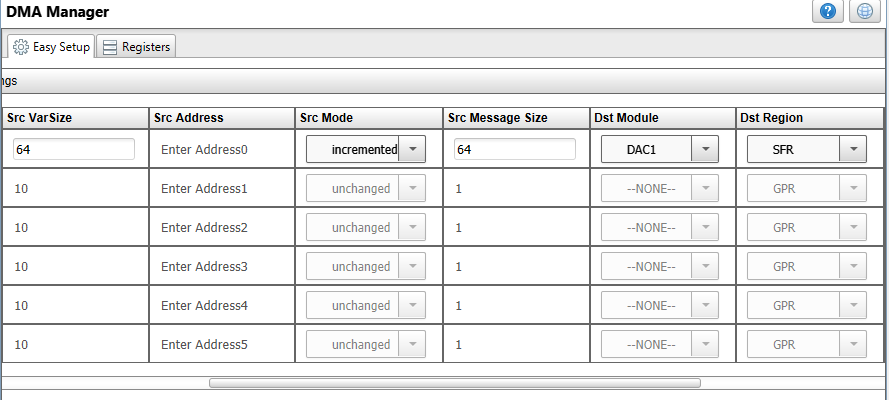 DMA Manager
Easy Setup Registers
ngs
Src VarSize Src Address Src Mode Src Message Size Dst Module Dst Region
64 Enter Address0 incremented 64 DAC1 SFR
10 Enter Address1 unchanged 1 --NONE-- GPR
10 Enter Address2 unchanged 1 --NONE-- GPR
10 Enter Address3 unchanged 1 --NONE-- GPR
10 Enter Address4 unchanged 1 --NONE-- GPR
10 Enter Address5 unchanged 1 --NONE-- GPR